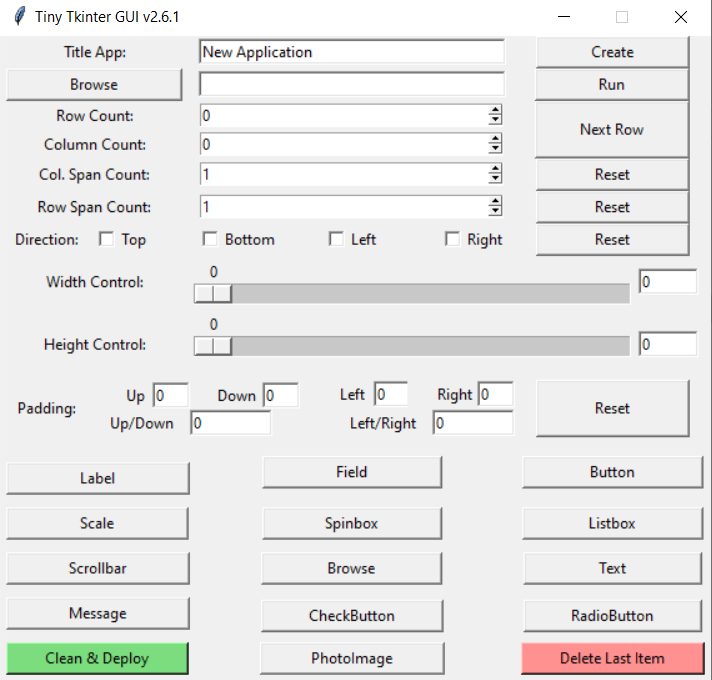 Tiny Tkinter GUI v2.6.1
Title App: New Application Create
Browse Run
Row Count: 0 Next Row
Column Count: 0
Col. Span Count: 1 Reset
Row Span Count: 1 Reset
Direction: Top Bottom Left Right Reset
0
Width Control: 0
0
Height Control: 0
Padding: Up 0 Down 0 Left 0 Right 0 Reset
Up/Down 0 Left/Right 0
Label Field Button
Scale Spinbox Listbox
Scrollbar Browse Text
Message CheckButton RadioButton
Clean & Deploy PhotoImage Delete Last Item